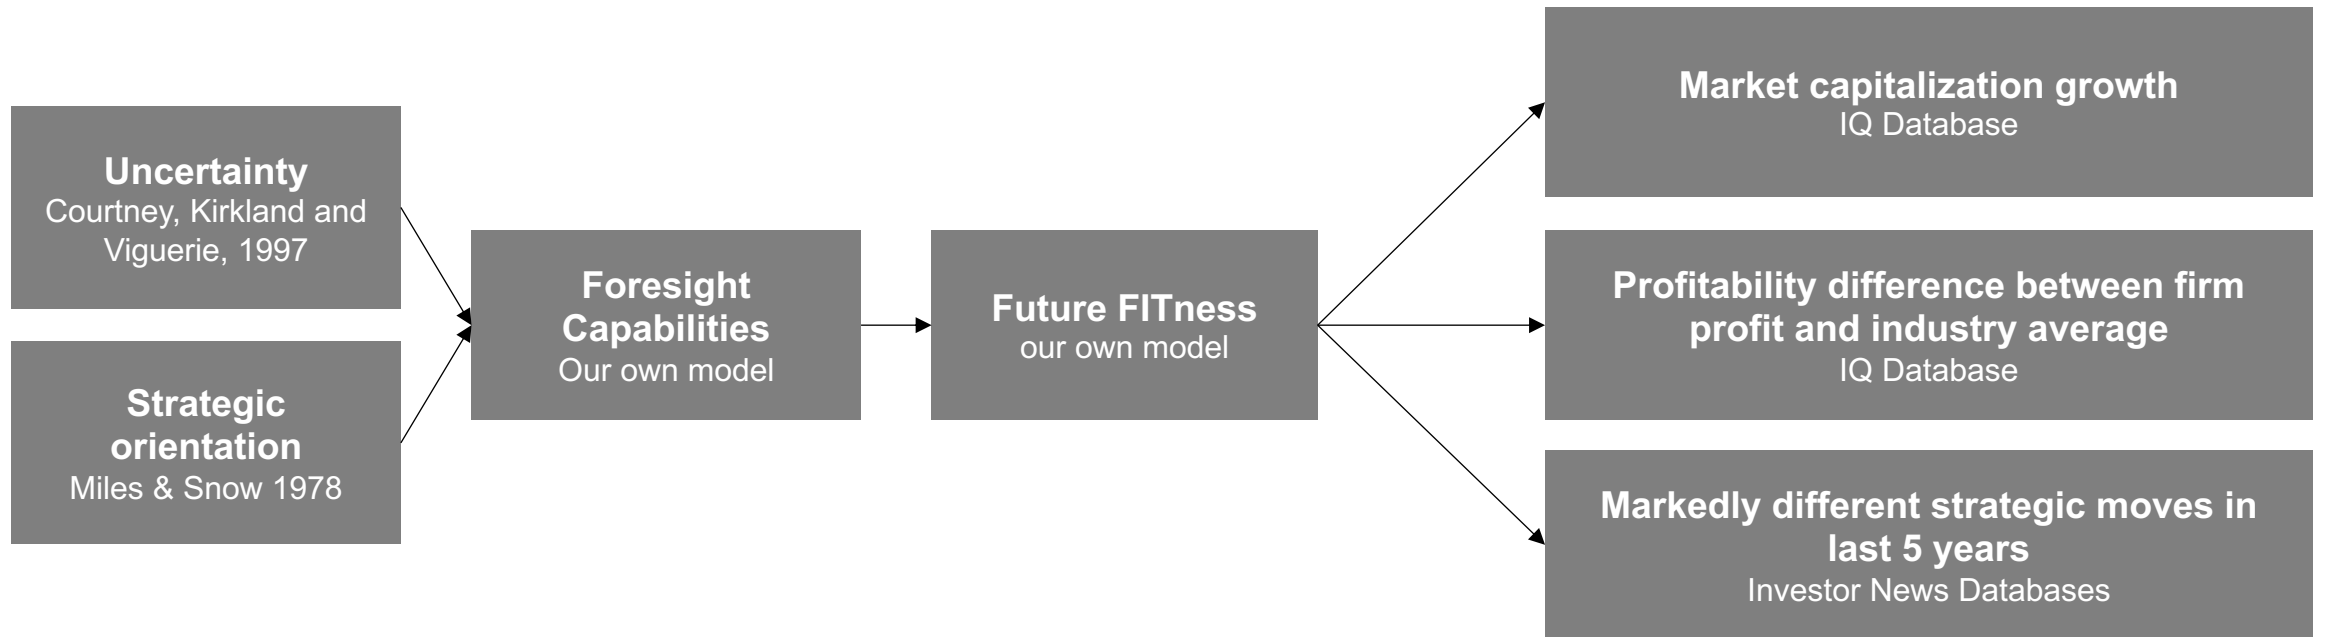 Uncertainty
Courtney, Kirkland and
Viguerie, 1997
Strategic
orientation
Miles & Snow 1978
Foresight
Capabilities
Our own model
Future FITness
our own model
Market capitalization growth
IQ Database
Profitability difference between firm
profit and industry average
IQ Database
Markedly different strategic moves in
last 5 years
Investor News Databases